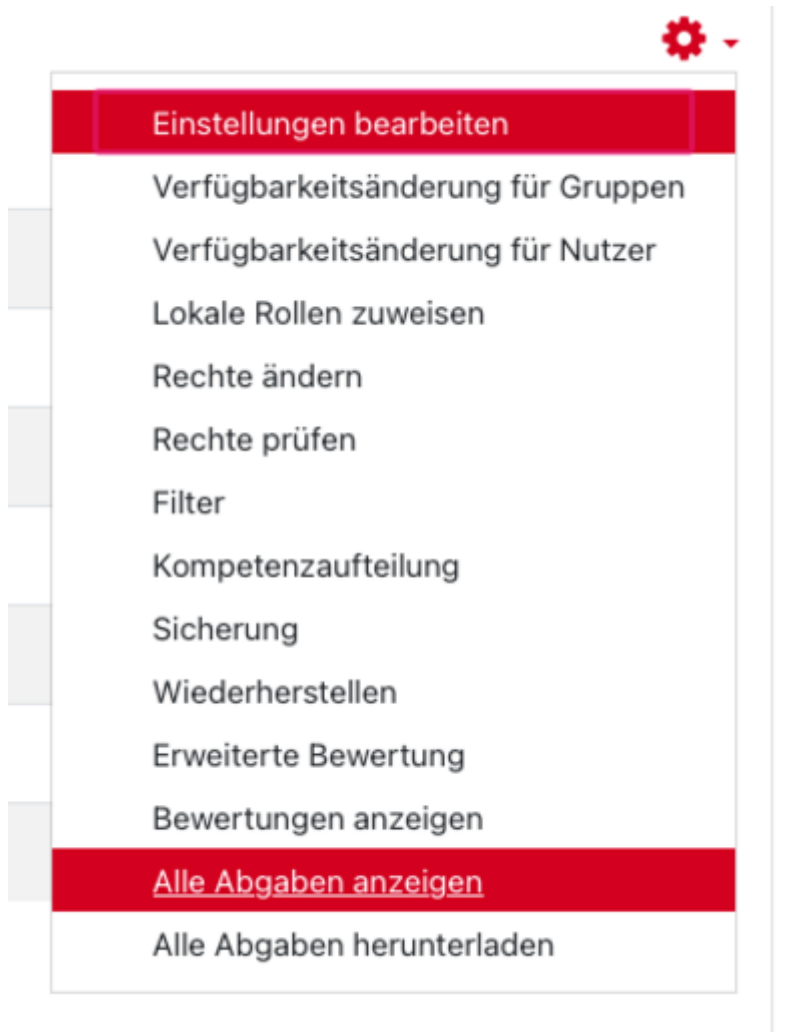 Einstellungen bearbeiten
Verfügbarkeitsänderung für Gruppen
Verfügbarkeitsänderung für Nutzer
Lokale Rollen zuweisen
Rechte ändern
Rechte prüfen
Filter
Kompetenzaufteilung
Sicherung
Wiederherstellen
Erweiterte Bewertung
Bewertungen anzeigen
Alle Abgaben anzeigen
Alle Abgaben herunterladen